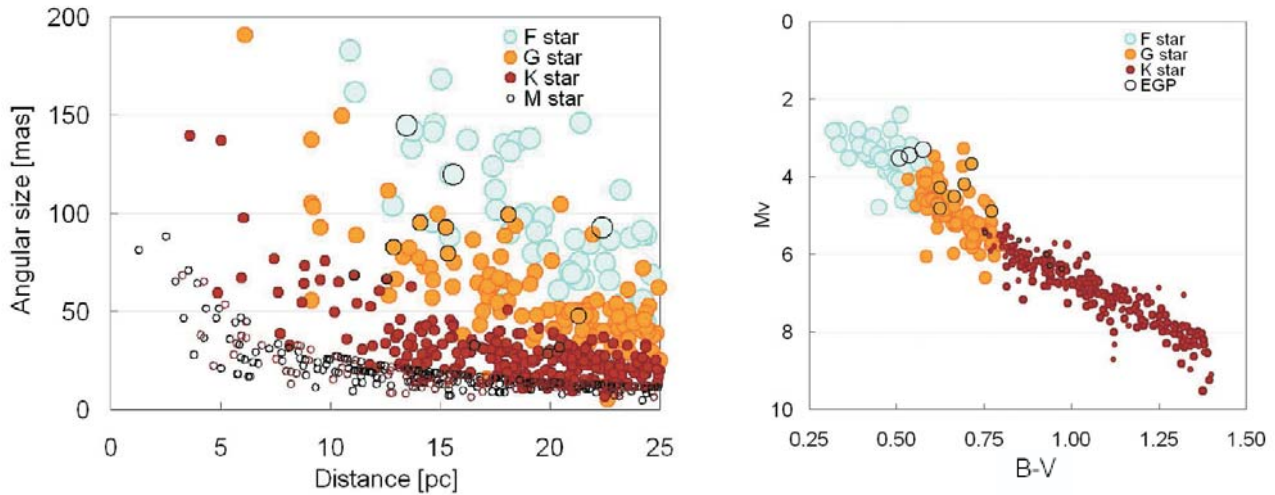 200
150
100
50
0
Angular size [mas]
0
5
10
15
20
25
Distance [pc]
F star
G star
K star
M star
0
2
4
6
8
10
Mv
0.25
0.50
0.75
1.00
1.25
1.50
B-V
F star
G star
K star
EGP